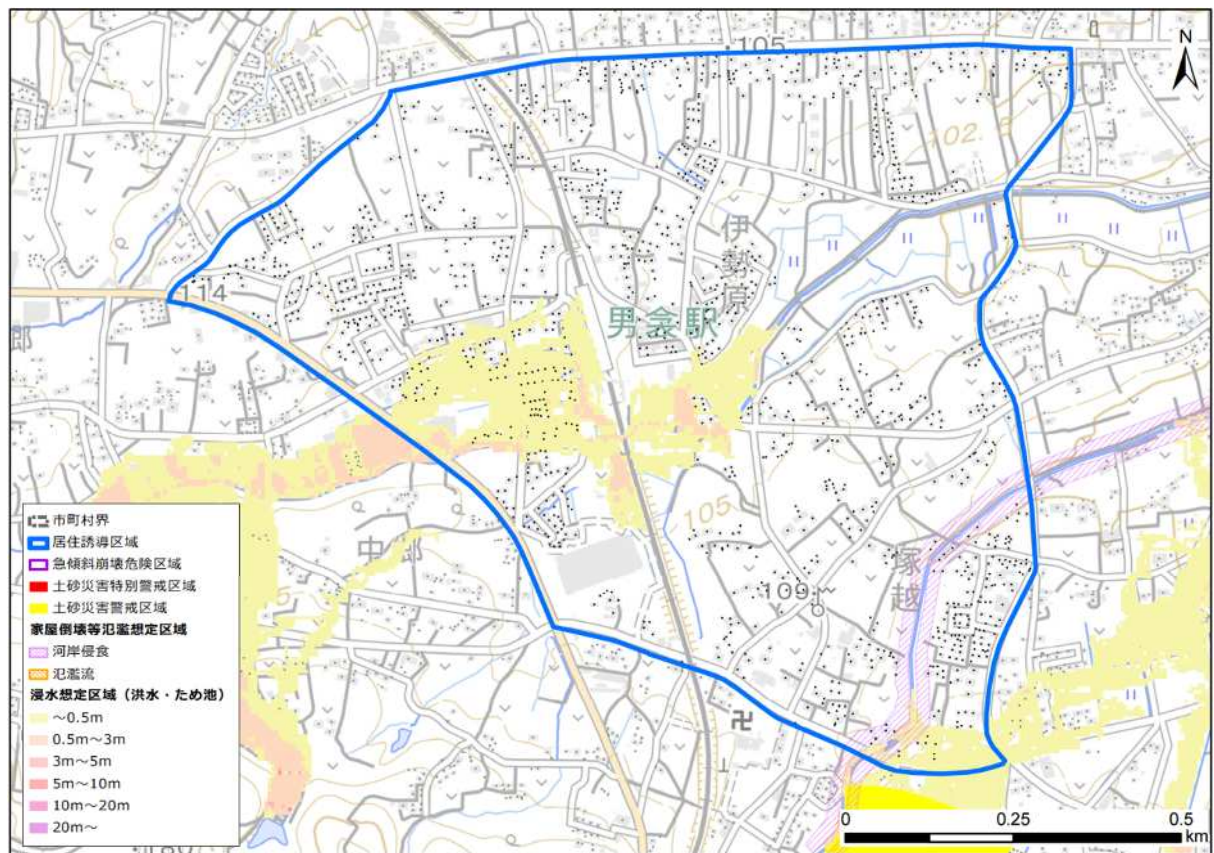 N
105
102.5
114
伊勢原
男衾駅
郎
中郎
105
109.
塚越
卍
市町村界
居住誘導区域
急傾斜崩壊危険区域
土砂災害特別警戒区域
土砂災害警戒区域
家屋倒壊等氾濫想定区域
河岸侵食
氾濫流
浸水想定区域(洪水・ため池)
～0.5m
0.5m～3m
3m～5m
5m～10m
10m～20m
20m～
0 0.25 0.5
km